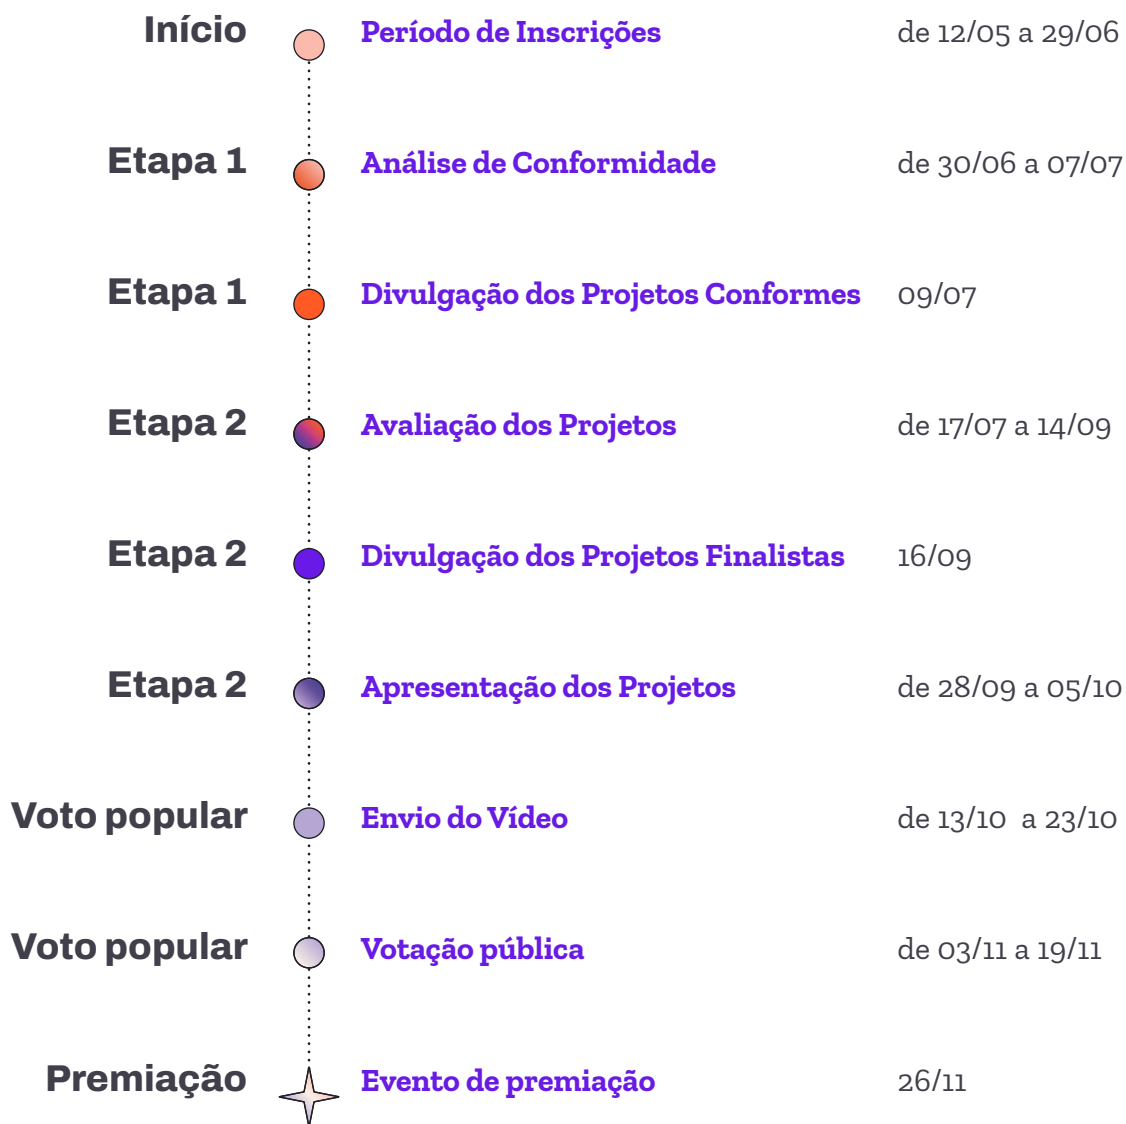 Início Período de Inscrições de 12/05 a 29/06
Etapa 1 Análise de Conformidade de 30/06 a 07/07
Etapa 1 Divulgação dos Projetos Conformes 09/07
Etapa 2 Avaliação dos Projetos de 17/07 a 14/09
Etapa 2 Divulgação dos Projetos Finalistas 16/09
Etapa 2 Apresentação dos Projetos de 28/09 a 05/10
Voto popular Envio do Vídeo de 13/10 a 23/10
Voto popular Votação pública de 03/11 a 19/11
Premiação Evento de premiação 26/11